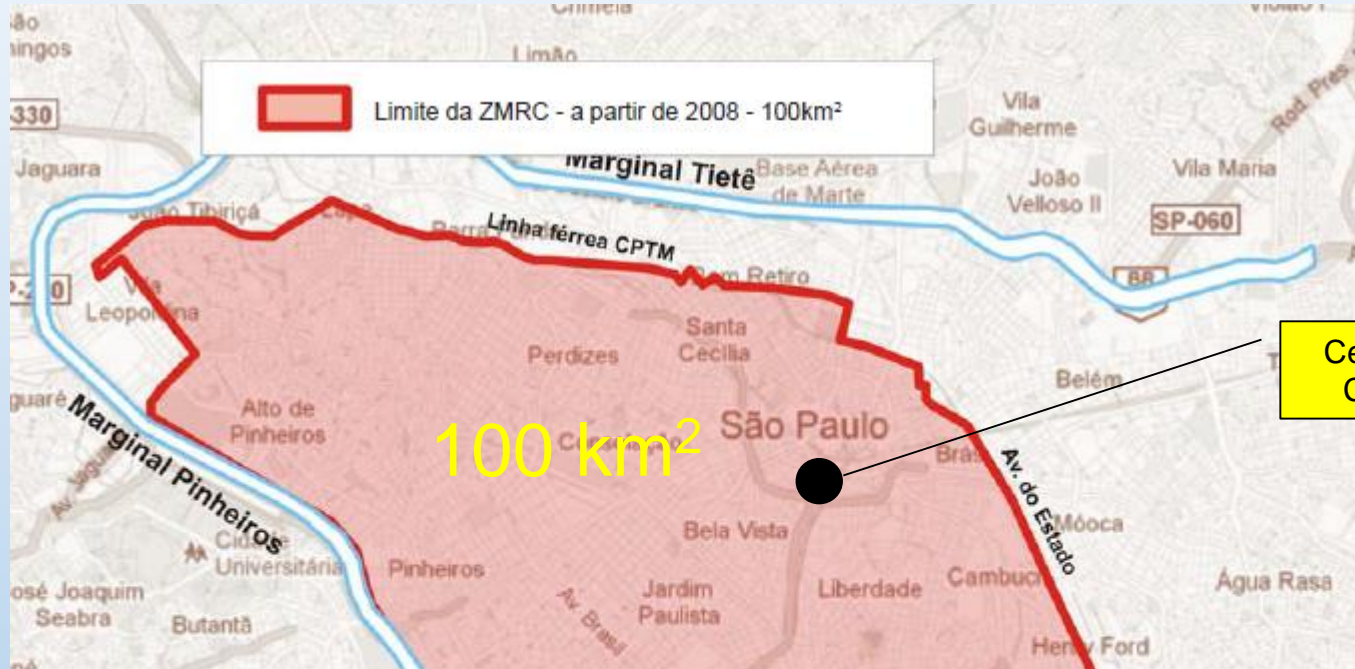 Limão
Limite da ZMRC - a partir de 2008 - 100km²
Vila
Guilherme
Jaguara
Marginal Tietê
Base Aérea
de Marte
João
Velloso II
Vila Maria
SP-060
Linha férrea CPTM
Bom Retiro
88
Vila
Leopoldina
Santa
Cecília
Perdizes
Belém
Alto de
Pinheiros
Marginal Pinheiros
100 km²
Consolação
São Paulo
Brás
Av. do Estado
Móoca
Bela Vista
Cidade
Universitária
Pinheiros
Av. Brasil
Jardim
Paulista
Liberdade
Cambuci
Água Rasa
José Joaquim
Seabra
Butantã
Henry Ford